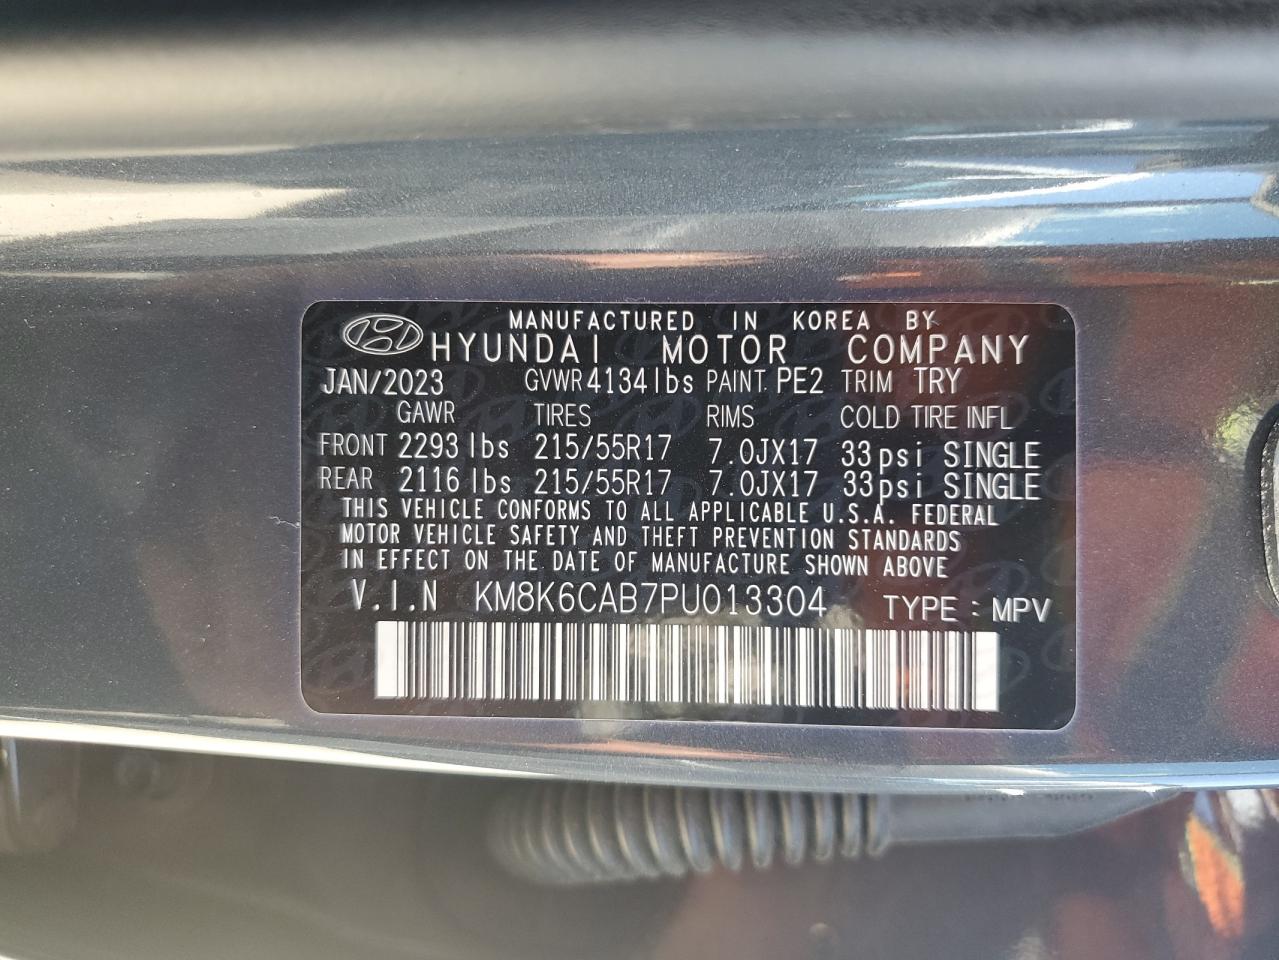 MANUFACTURED IN KOREA BY
HYUNDAI MOTOR COMPANY
JAN/2023 GVWR 4134lbs PAINT PE2 TRIM TRY
GAWR TIRES RIMS COLD TIRE INFL
FRONT 2293 lbs 215/55R17 7.0JX17 33psi SINGLE
REAR 2116 lbs 215/55R17 7.0JX17 33psi SINGLE
THIS VEHICLE CONFORMS TO ALL APPLICABLE U.S.A. FEDERAL
MOTOR VEHICLE SAFETY AND THEFT PREVENTION STANDARDS
IN EFFECT ON THE DATE OF MANUFACTURE SHOWN ABOVE
V.I.N KM8K6CAB7PU013304 TYPE : MPV